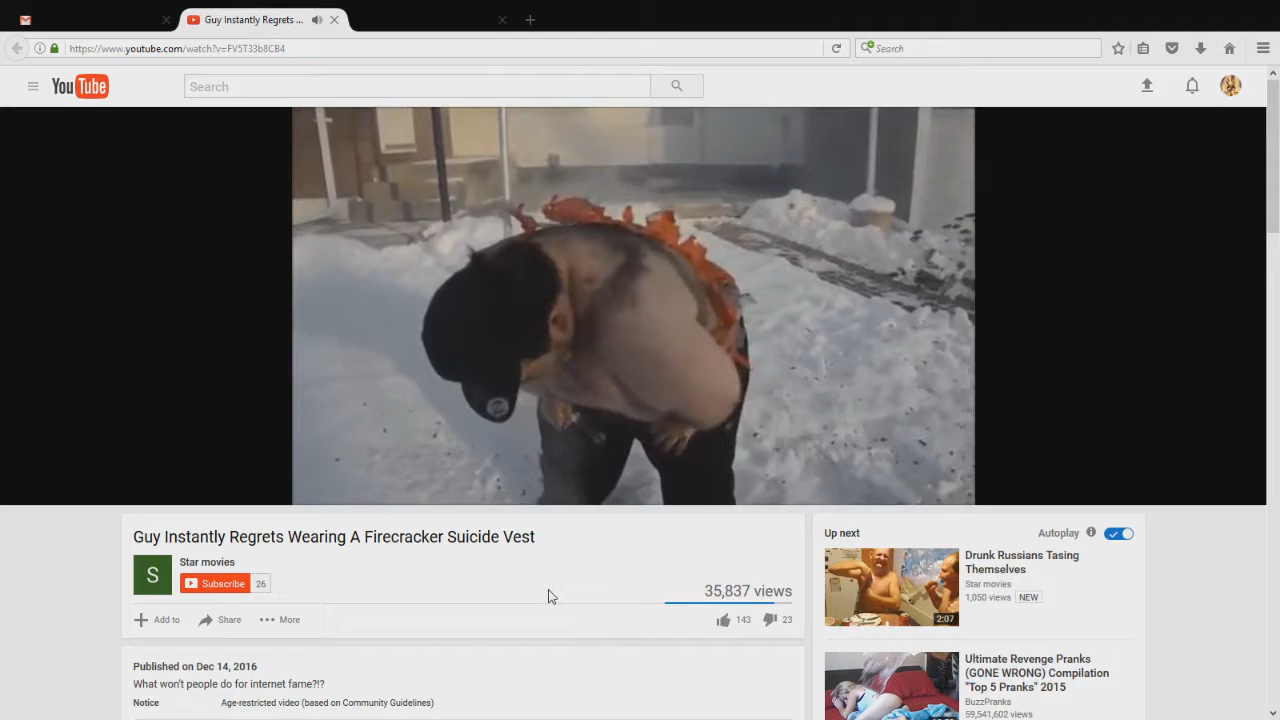 Guy Instantly Regrets ...
https://www.youtube.com/watch?v=FV5T33b8CB4
Search
YouTube
Search
Guy Instantly Regrets Wearing A Firecracker Suicide Vest
S
Star movies
Subscribe 26
35,837 views
Add to Share More
143 23
Published on Dec 14, 2016
What won't people do for internet fame?!?
Notice Age-restricted video (based on Community Guidelines)
Up next Autoplay
Drunk Russians Tasing
Themselves
Star movies
1,050 views NEW
2:07
Ultimate Revenge Pranks
(GONE WRONG) Compilation
"Top 5 Pranks" 2015
BuzzPranks
59,541,602 views